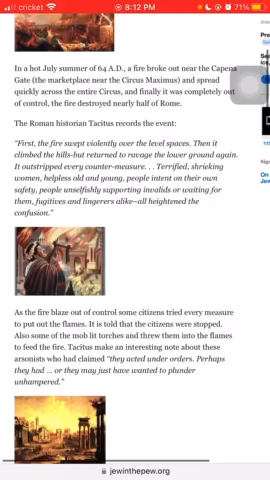 cricket
8:12 PM
71%
In a hot July summer of 64 A.D., a fire broke out near the Capena
Gate (the marketplace near the Circus Maximus) and spread
quickly across the entire Circus, and finally it was completely out
of control, the fire destroyed nearly half of Rome.
The Roman historian Tacitus records the event:
“First, the fire swept violently over the level spaces. Then it
climbed the hills–but returned to ravage the lower ground again.
It outstripped every counter-measure. . . Terrified, shrieking
women, helpless old and young, people intent on their own
safety, people unselfishly supporting invalids or waiting for
them, fugitives and lingerers alike–all heightened the
confusion.”
As the fire blaze out of control some citizens tried every measure
to put out the flames. It is told that the citizens were stopped.
Also some of the mob lit torches and threw them into the flames
to feed the fire. Tacitus make an interesting note about these
arsonists who had claimed “they acted under orders. Perhaps
they had ... or they may just have wanted to plunder
unhampered.”
On
jewinthepew.org